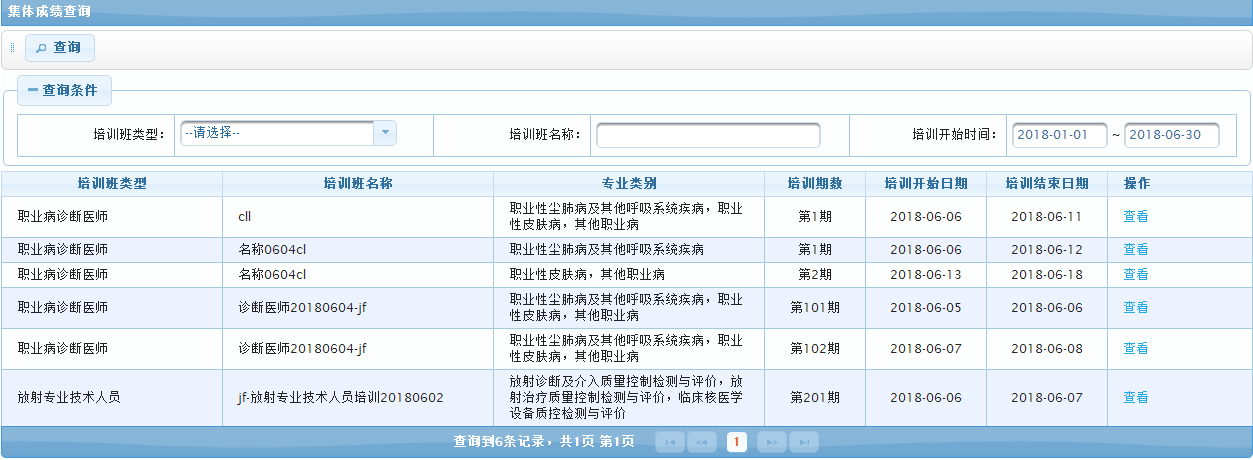 集体成绩查询
查询
查询条件
培训班类型： --请选择-- 培训班名称： 培训开始时间： 2018-01-01 ~ 2018-06-30
培训班类型 培训班名称 专业类别 培训期数 培训开始日期 培训结束日期 操作
职业病诊断医师 cll 职业性尘肺病及其他呼吸系统疾病，职业 第1期 2018-06-06 2018-06-11 查看
性皮肤病，其他职业病
职业病诊断医师 名称0604cl 职业性尘肺病及其他呼吸系统疾病 第1期 2018-06-06 2018-06-12 查看
职业病诊断医师 名称0604cl 职业性皮肤病，其他职业病 第2期 2018-06-13 2018-06-18 查看
职业病诊断医师 诊断医师20180604-jf 职业性尘肺病及其他呼吸系统疾病，职业 第101期 2018-06-05 2018-06-06 查看
性皮肤病，其他职业病
职业病诊断医师 诊断医师20180604-jf 职业性尘肺病及其他呼吸系统疾病，职业 第102期 2018-06-07 2018-06-08 查看
性皮肤病，其他职业病
放射诊断及介入质量控制检测与评价，放
放射专业技术人员 jf-放射专业技术人员培训20180602 射治疗质量控制检测与评价，临床核医学 第201期 2018-06-06 2018-06-07 查看
设备质控检测与评价
查询到6条记录，共1页 第1页 1